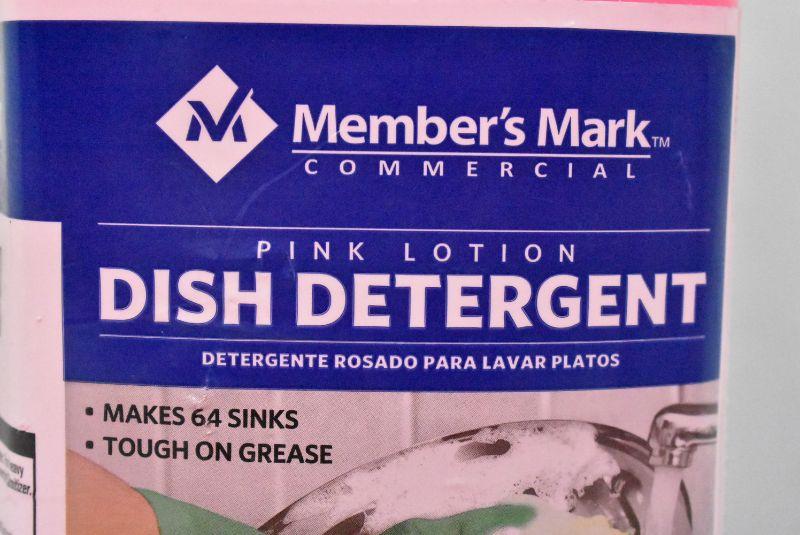 Member's Mark™
COMMERCIAL
PINK LOTION
DISH DETERGENT
DETERGENTE ROSADO PARA LAVAR PLATOS
• MAKES 64 SINKS
• TOUGH ON GREASE